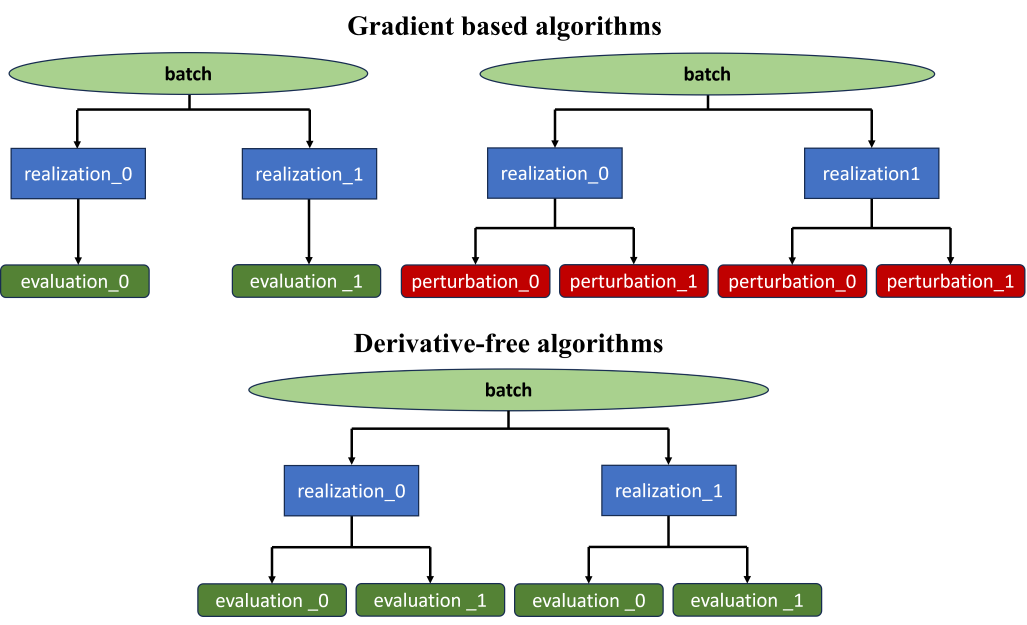 Gradient based algorithms
batch
batch
realization_0
realization_1
realization_0
realization1
evaluation_0
evaluation _1
perturbation_0
perturbation_1
perturbation_0
perturbation_1
Derivative-free algorithms
batch
realization_0
realization_1
evaluation _0
evaluation _1
evaluation _0
evaluation _1